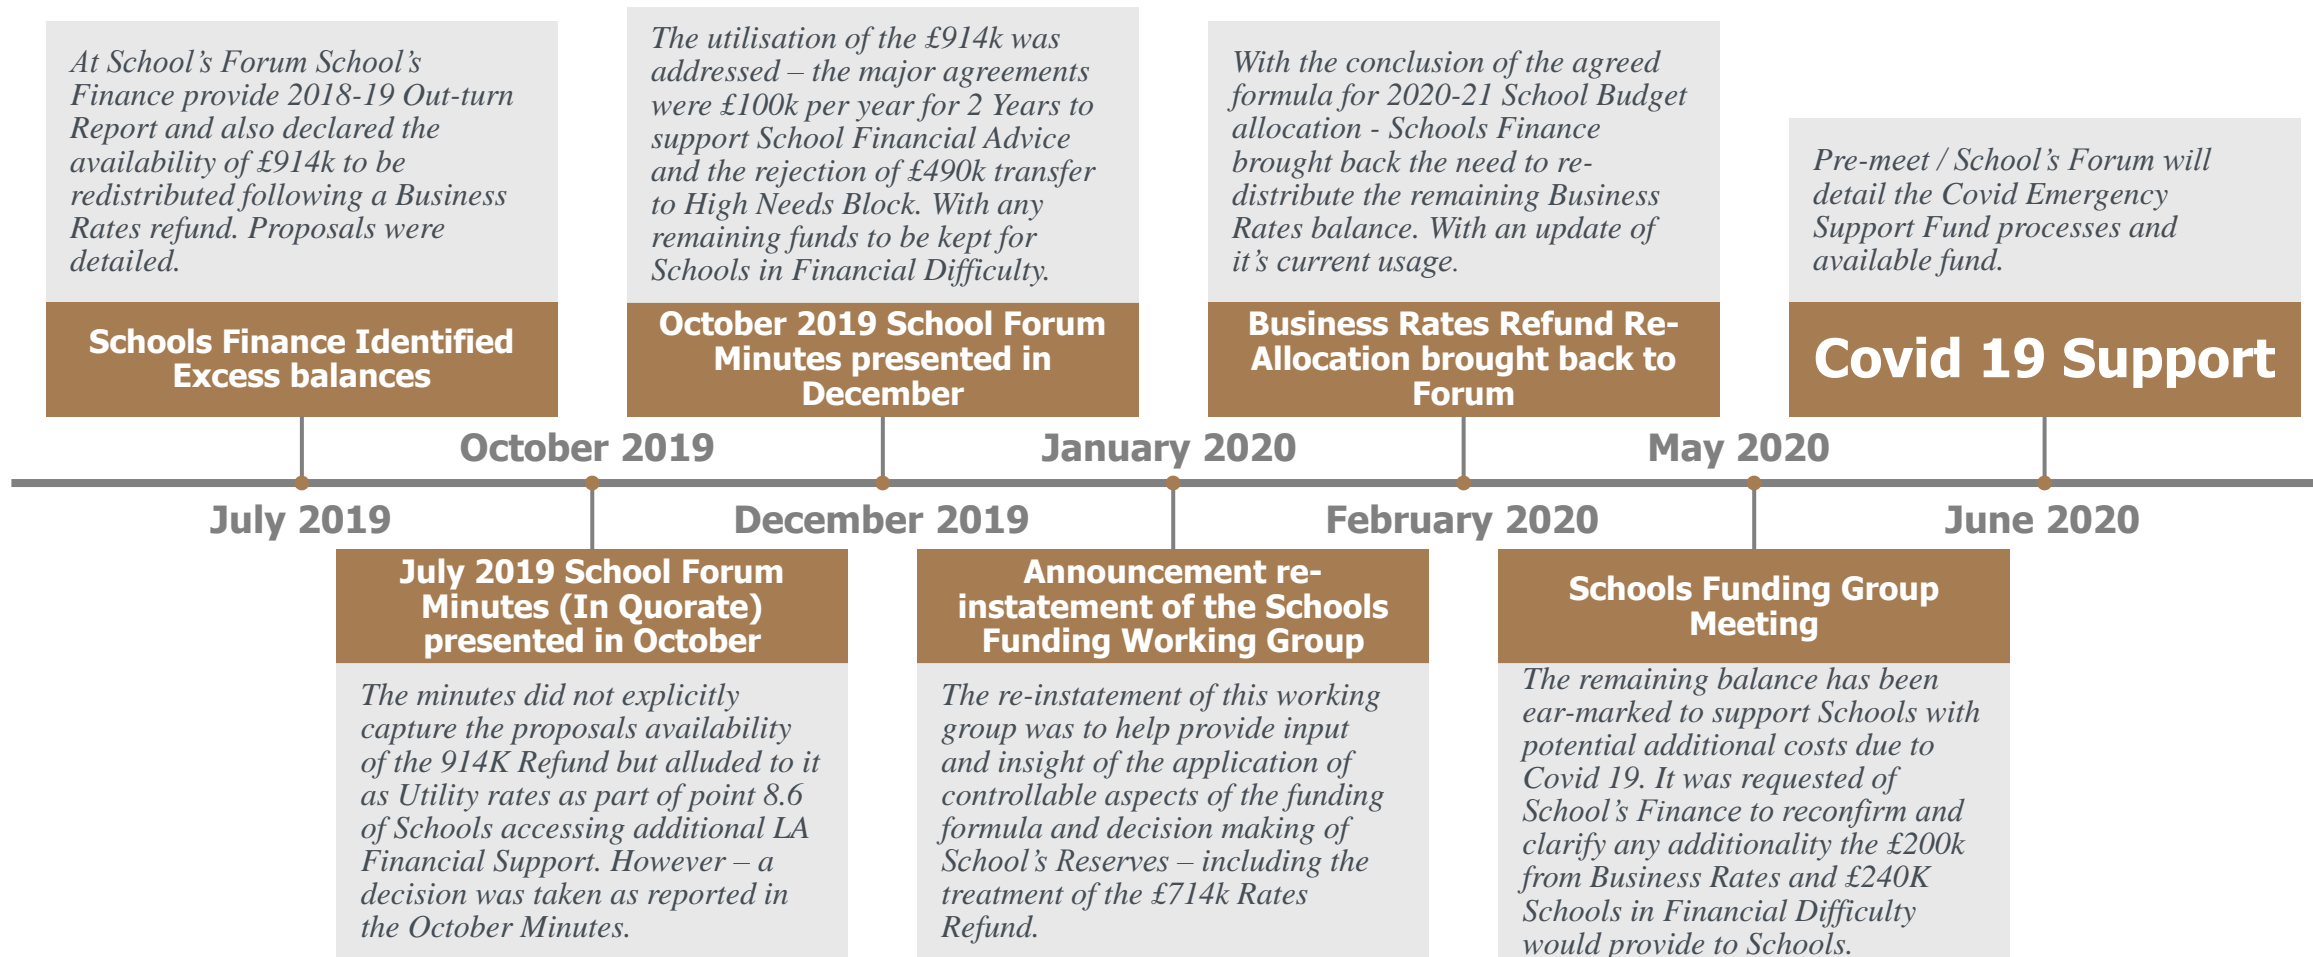 At School’s Forum School’s
Finance provide 2018-19 Out-turn
Report and also declared the
availability of £914k to be
redistributed following a Business
Rates refund. Proposals were
detailed.
Schools Finance Identified
Excess balances
July 2019
October 2019
July 2019 School Forum
Minutes (In Quorate)
presented in October
The minutes did not explicitly
capture the proposals availability
of the 914K Refund but alluded to it
as Utility rates as part of point 8.6
of Schools accessing additional LA
Financial Support. However – a
decision was taken as reported in
the October Minutes.
The utilisation of the £914k was
addressed – the major agreements
were £100k per year for 2 Years to
support School Financial Advice
and the rejection of £490k transfer
to High Needs Block. With any
remaining funds to be kept for
Schools in Financial Difficulty.
October 2019 School Forum
Minutes presented in
December
December 2019
January 2020
Announcement re-
instatement of the Schools
Funding Working Group
The re-instatement of this working
group was to help provide input
and insight of the application of
controllable aspects of the funding
formula and decision making of
School’s Reserves – including the
treatment of the £714k Rates
Refund.
With the conclusion of the agreed
formula for 2020-21 School Budget
allocation - Schools Finance
brought back the need to re-
distribute the remaining Business
Rates balance. With an update of
it’s current usage.
Business Rates Refund Re-
Allocation brought back to
Forum
February 2020
May 2020
Schools Funding Group
Meeting
The remaining balance has been
ear-marked to support Schools with
potential additional costs due to
Covid 19. It was requested of
School’s Finance to reconfirm and
clarify any additionality the £200k
from Business Rates and £240K
Schools in Financial Difficulty
would provide to Schools.
Pre-meet / School’s Forum will
detail the Covid Emergency
Support Fund processes and
available fund.
Covid 19 Support
June 2020